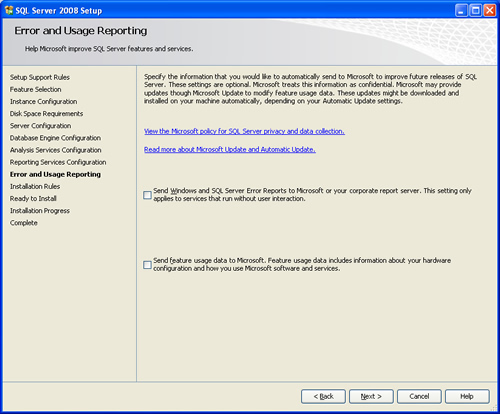 SQL Server 2008 Setup
Error and Usage Reporting
Help Microsoft improve SQL Server features and services.
Setup Support Rules
Feature Selection
Instance Configuration
Disk Space Requirements
Server Configuration
Database Engine Configuration
Analysis Services Configuration
Reporting Services Configuration
Error and Usage Reporting
Installation Rules
Ready to Install
Installation Progress
Complete
Specify the information that you would like to automatically send to Microsoft to improve future releases of SQL
Server. These settings are optional. Microsoft treats this information as confidential. Microsoft may provide
updates though Microsoft Update to modify feature usage data. These updates might be downloaded and
installed on your machine automatically, depending on your Automatic Update settings.
View the Microsoft policy for SQL Server privacy and data collection.
Read more about Microsoft Update and Automatic Update.
Send Windows and SQL Server Error Reports to Microsoft or your corporate report server. This setting only
applies to services that run without user interaction.
Send feature usage data to Microsoft. Feature usage data includes information about your hardware
configuration and how you use Microsoft software and services.
< Back
Next >
Cancel
Help